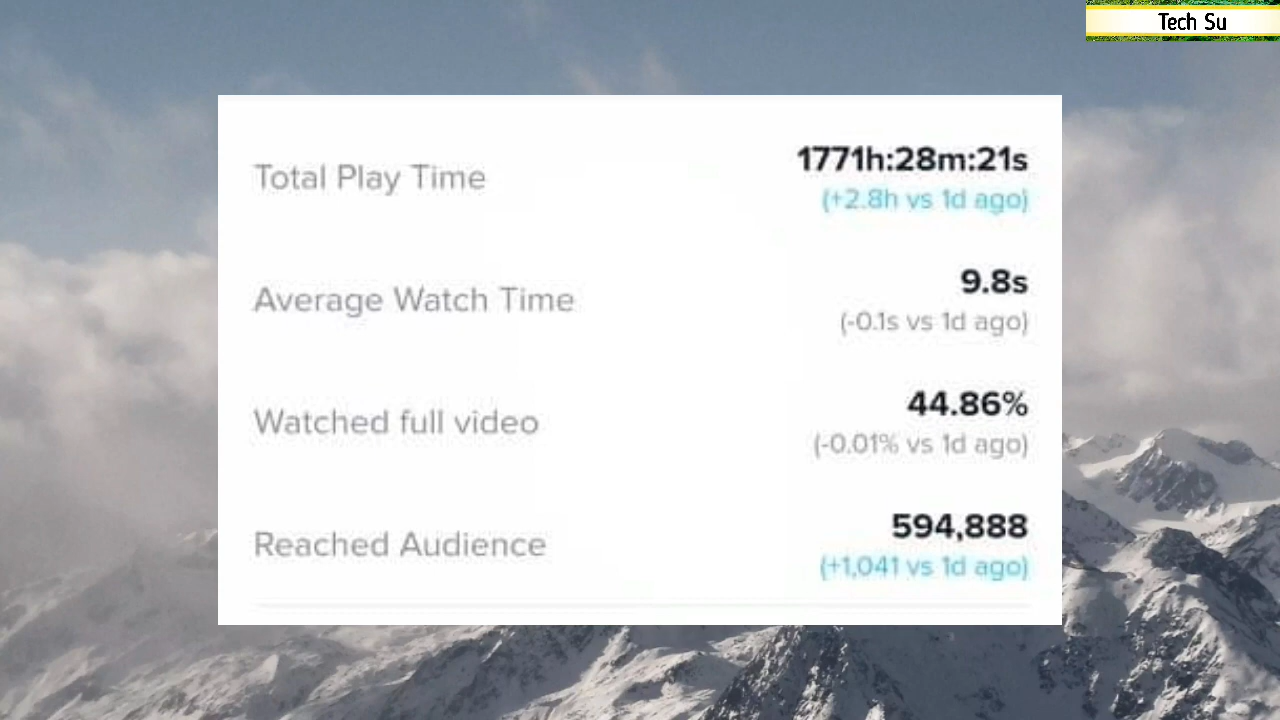 Tech Su
Total Play Time
1771h:28m:21s
(+2.8h vs 1d ago)
Average Watch Time
9.8s
(-0.1s vs 1d ago)
Watched full video
44.86%
(-0.01% vs 1d ago)
Reached Audience
594,888
(+1,041 vs 1d ago)